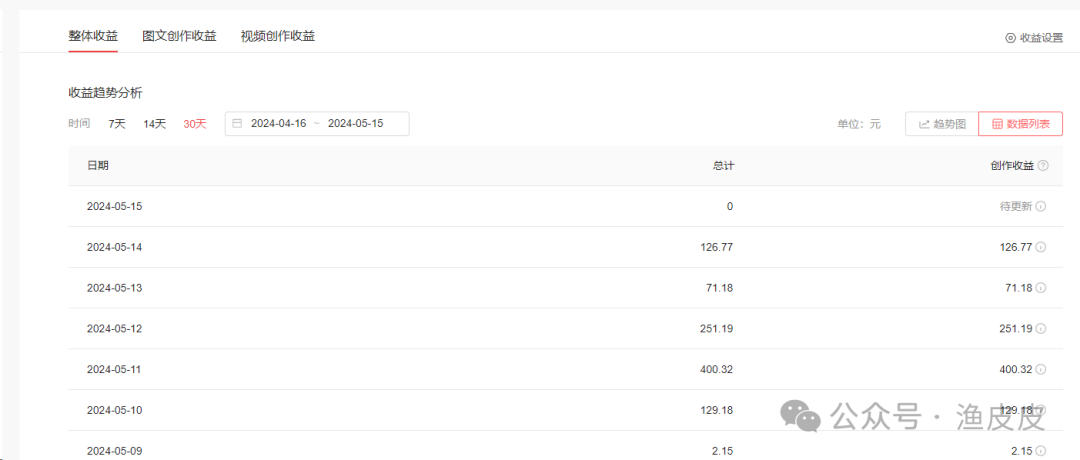 整体收益 图文创作收益 视频创作收益 收益设置
收益趋势分析
时间 7天 14天 30天 2024-04-16 ~ 2024-05-15 单位：元 趋势图 数据列表
日期 总计 创作收益
2024-05-15 0 待更新
2024-05-14 126.77 126.77
2024-05-13 71.18 71.18
2024-05-12 251.19 251.19
2024-05-11 400.32 400.32
2024-05-10 129.18 129.18
公众号 · 渔皮皮
2024-05-09 2.15 2.15